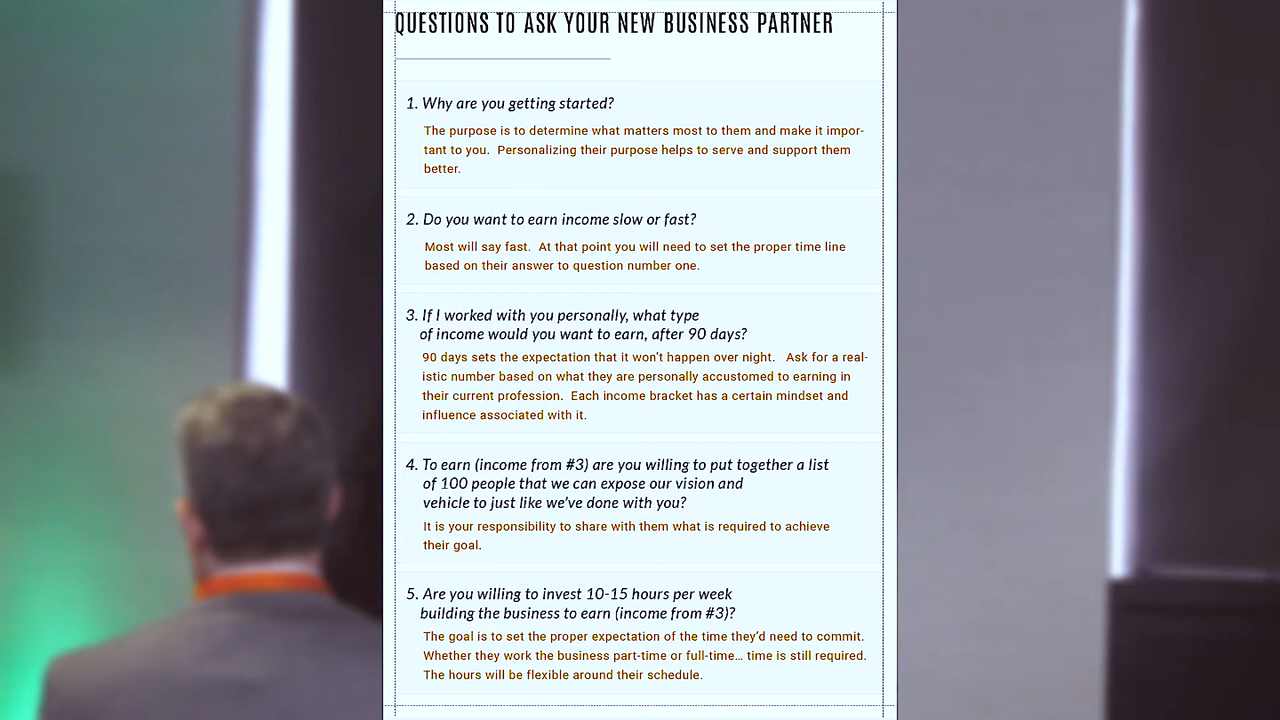 QUESTIONS TO ASK YOUR NEW BUSINESS PARTNER
1. Why are you getting started?
The purpose is to determine what matters most to them and make it impor-
tant to you. Personalizing their purpose helps to serve and support them
better.
2. Do you want to earn income slow or fast?
Most will say fast. At that point you will need to set the proper time line
based on their answer to question number one.
3. If I worked with you personally, what type
of income would you want to earn, after 90 days?
90 days sets the expectation that it won't happen over night. Ask for a real-
istic number based on what they are personally accustomed to earning in
their current profession. Each income bracket has a certain mindset and
influence associated with it.
4. To earn (income from #3) are you willing to put together a list
of 100 people that we can expose our vision and
vehicle to just like we've done with you?
It is your responsibility to share with them what is required to achieve
their goal.
5. Are you willing to invest 10-15 hours per week
building the business to earn (income from #3)?
The goal is to set the proper expectation of the time they'd need to commit.
Whether they work the business part-time or full-time... time is still required.
The hours will be flexible around their schedule.